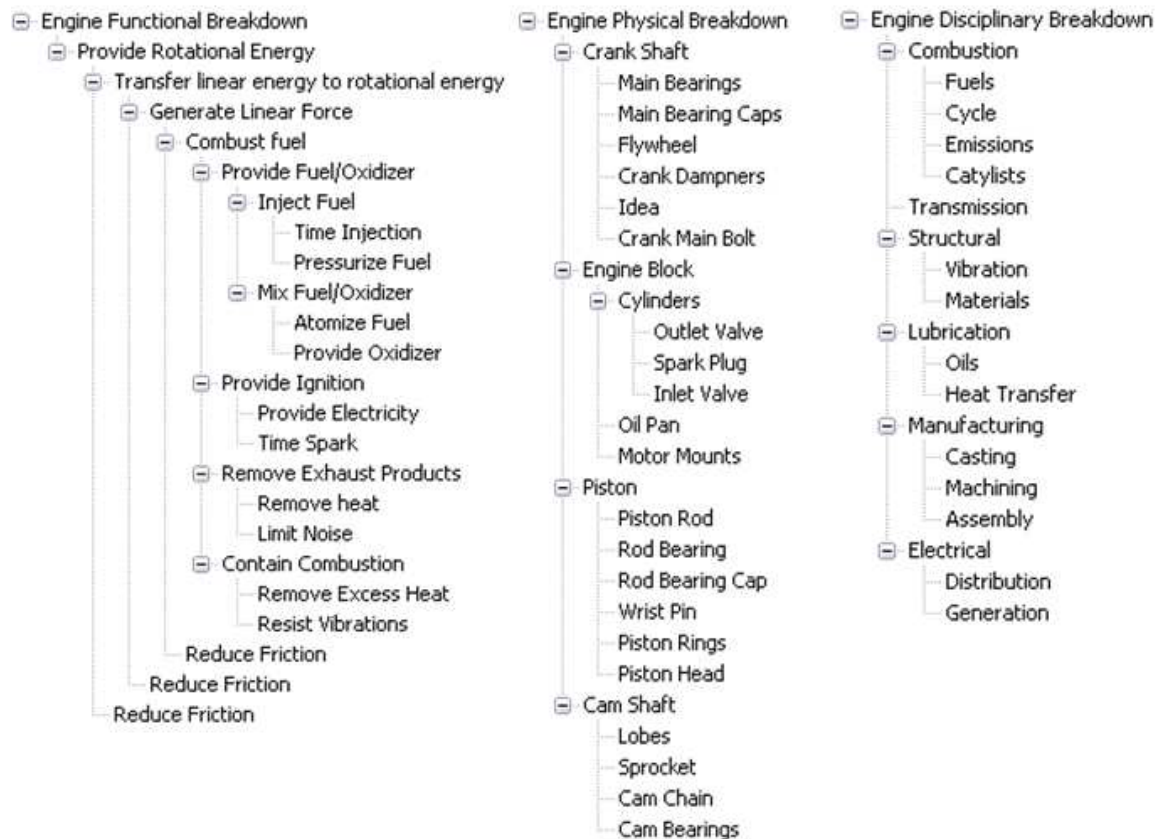 Engine Functional Breakdown
Provide Rotational Energy
Transfer linear energy to rotational energy
Generate Linear Force
Combust fuel
Provide Fuel/Oxidizer
Inject Fuel
Time Injection
Pressurize Fuel
Mix Fuel/Oxidizer
Atomize Fuel
Provide Oxidizer
Provide Ignition
Provide Electricity
Time Spark
Remove Exhaust Products
Remove heat
Limit Noise
Contain Combustion
Remove Excess Heat
Resist Vibrations
Reduce Friction
Reduce Friction
Reduce Friction
Engine Physical Breakdown
Crank Shaft
Main Bearings
Main Bearing Caps
Flywheel
Crank Dampners
Idea
Crank Main Bolt
Engine Block
Cylinders
Outlet Valve
Spark Plug
Inlet Valve
Oil Pan
Motor Mounts
Piston
Piston Rod
Rod Bearing
Rod Bearing Cap
Wrist Pin
Piston Rings
Piston Head
Cam Shaft
Lobes
Sprocket
Cam Chain
Cam Bearings
Engine Disciplinary Breakdown
Combustion
Fuels
Cycle
Emissions
Catylists
Transmission
Structural
Vibration
Materials
Lubrication
Oils
Heat Transfer
Manufacturing
Casting
Machining
Assembly
Electrical
Distribution
Generation